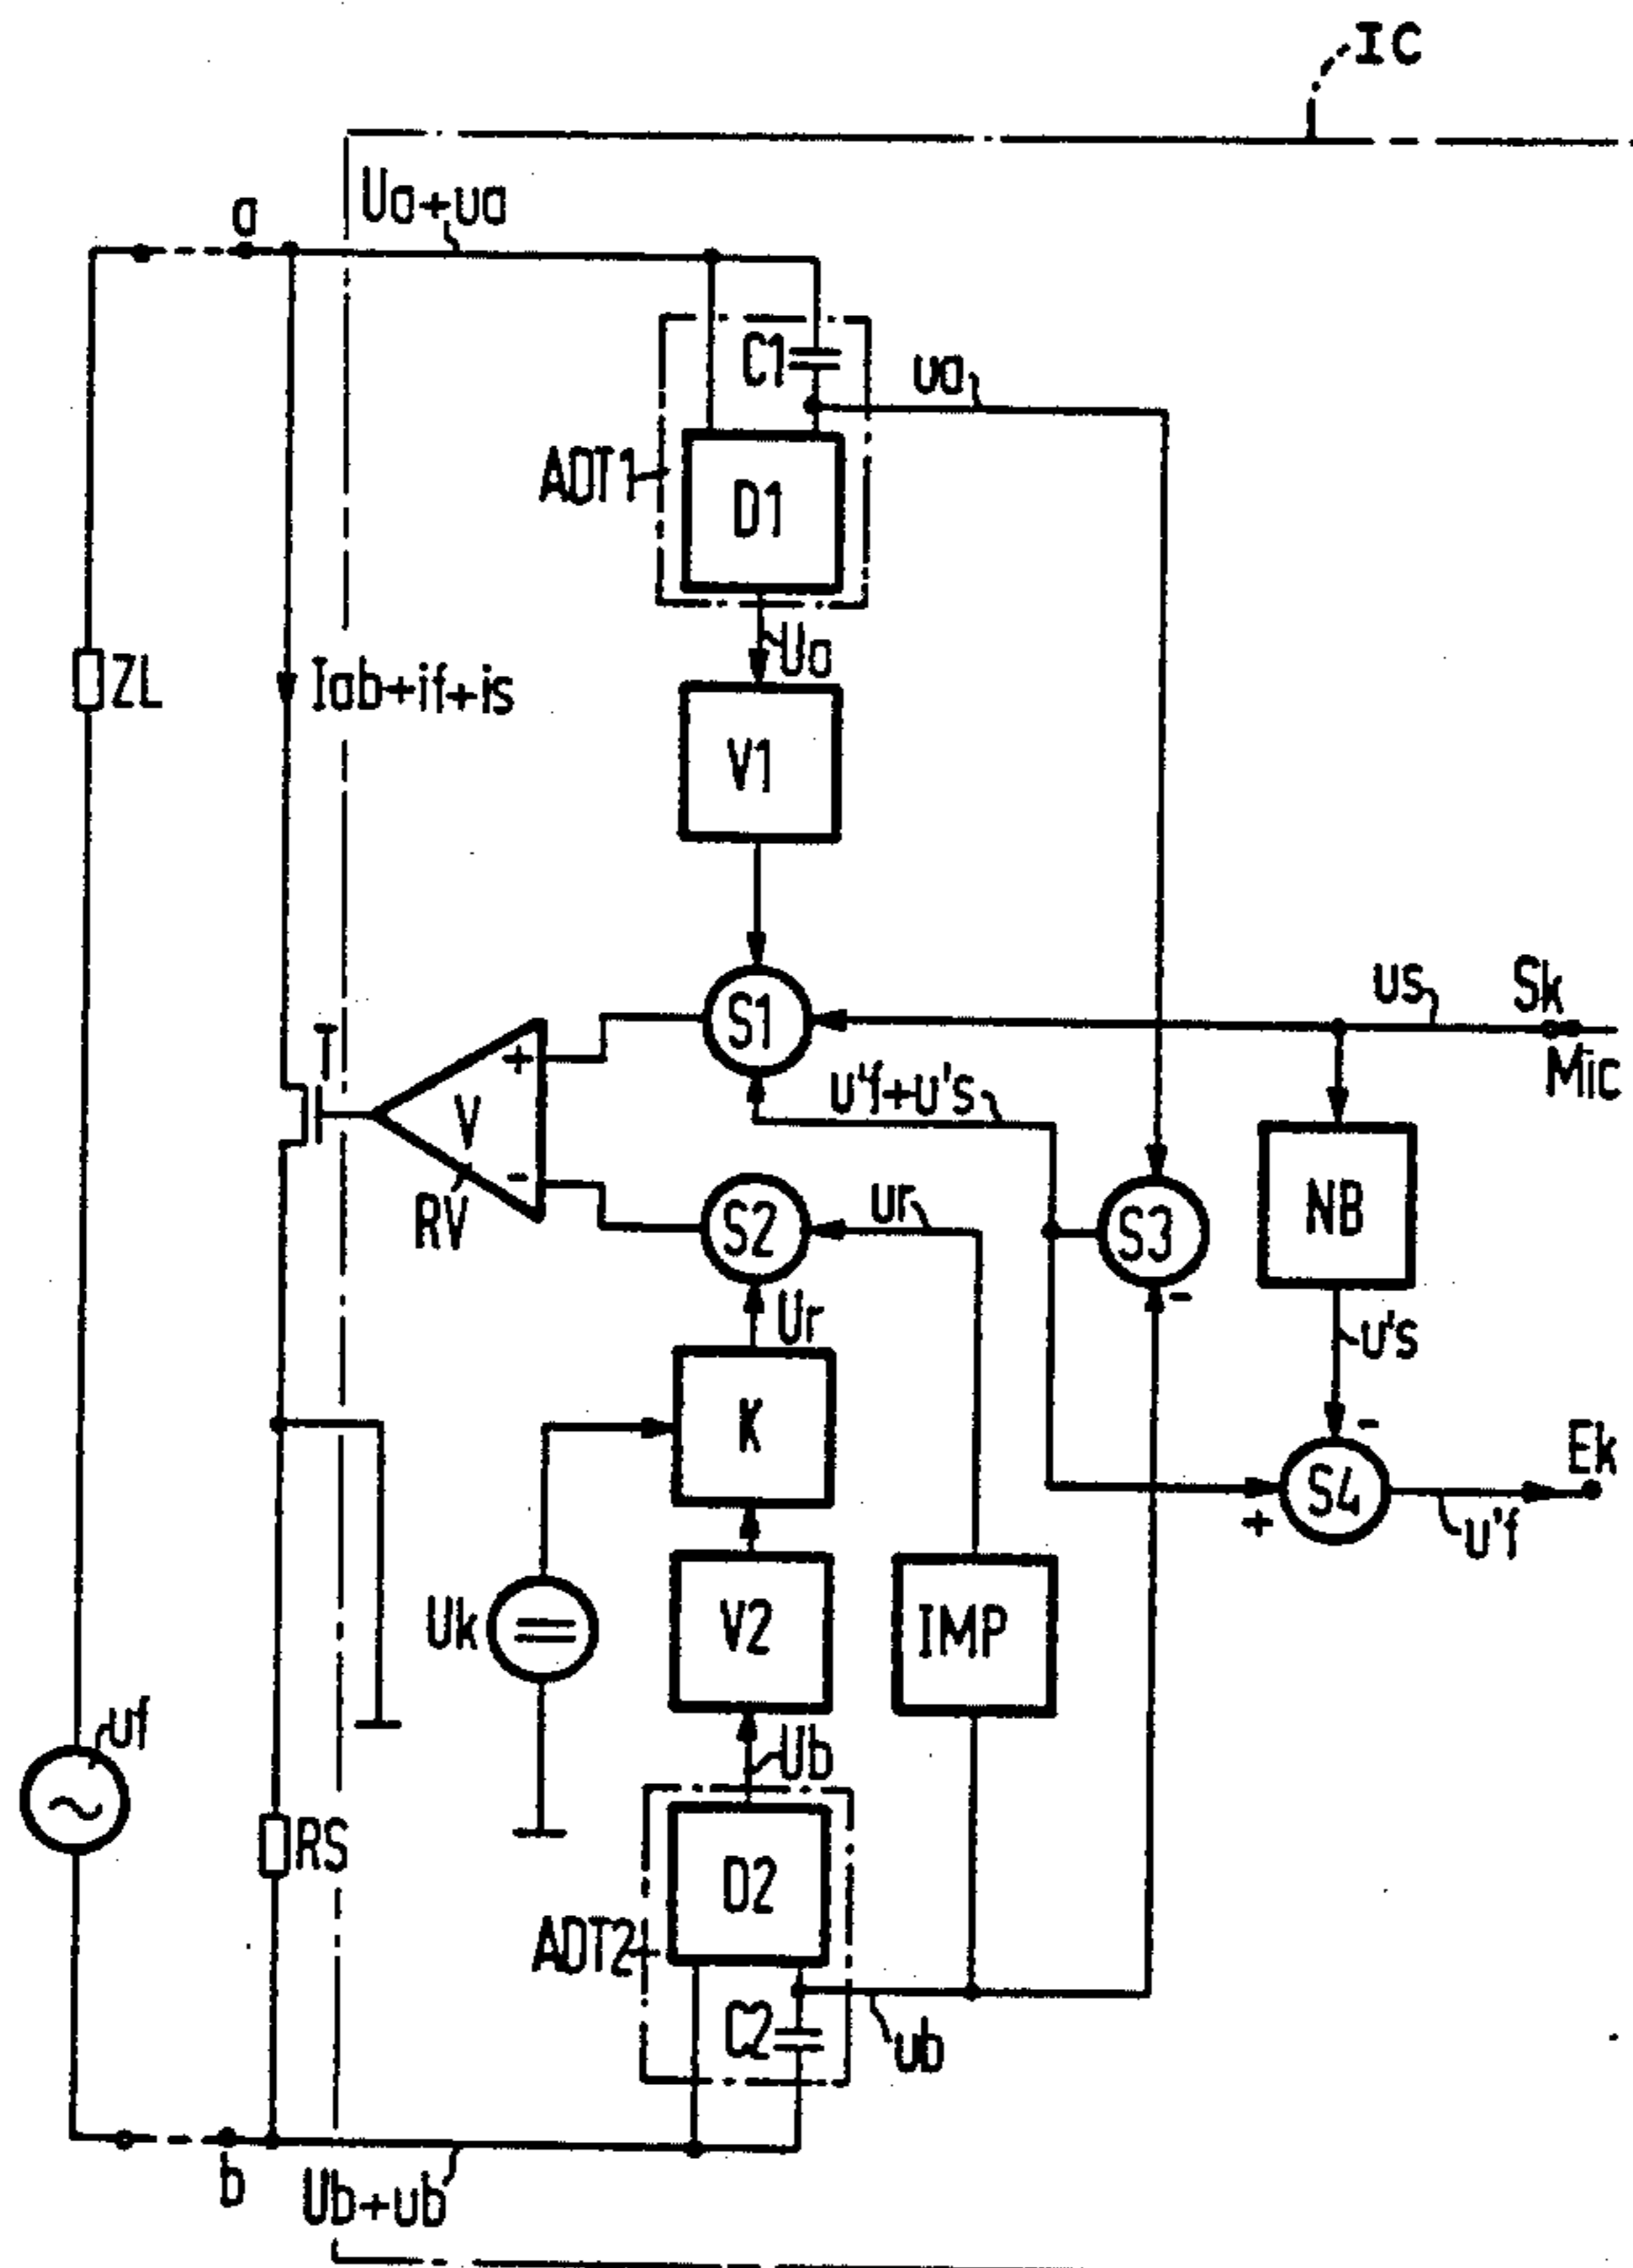 IC
Ua+ua
a
C1
ua
ADT1
D1
Ua
ZL
Iab+if+is
V1
us
Sk
S1
Mic
T
+
u'f+u's
V
-
NB
RV
S2
ur
S3
-
Ur
u's
K
-
Ek
S4
+
u'f
Uk
V2
IMP
uf
Ub
RS
D2
ADT2
C2
ub
b
Ub+ub